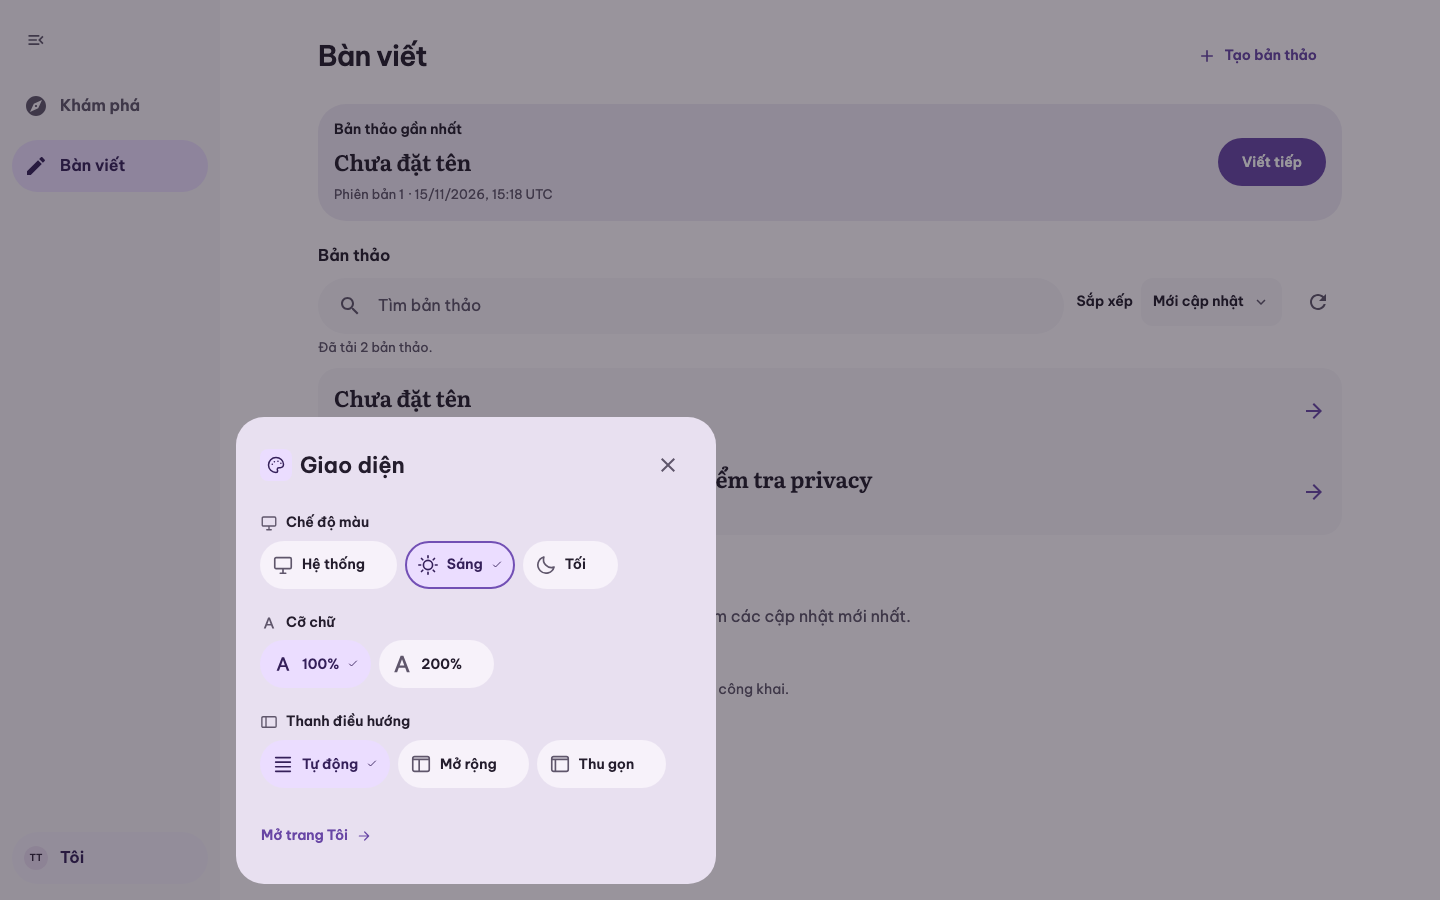 Khám phá
Bàn viết
TT Tôi
Bàn viết
Tạo bản thảo
Bản thảo gần nhất
Chưa đặt tên
Phiên bản 1 · 15/11/2026, 15:18 UTC
Viết tiếp
Bản thảo
Tìm bản thảo
Sắp xếp
Mới cập nhật
Đã tải 2 bản thảo.
Chưa đặt tên
tra privacy
các cập nhật mới nhất.
công khai.
Giao diện
Chế độ màu
Hệ thống
Sáng
Tối
A Cỡ chữ
A 100%
A 200%
Thanh điều hướng
Tự động
Mở rộng
Thu gọn
Mở trang Tôi